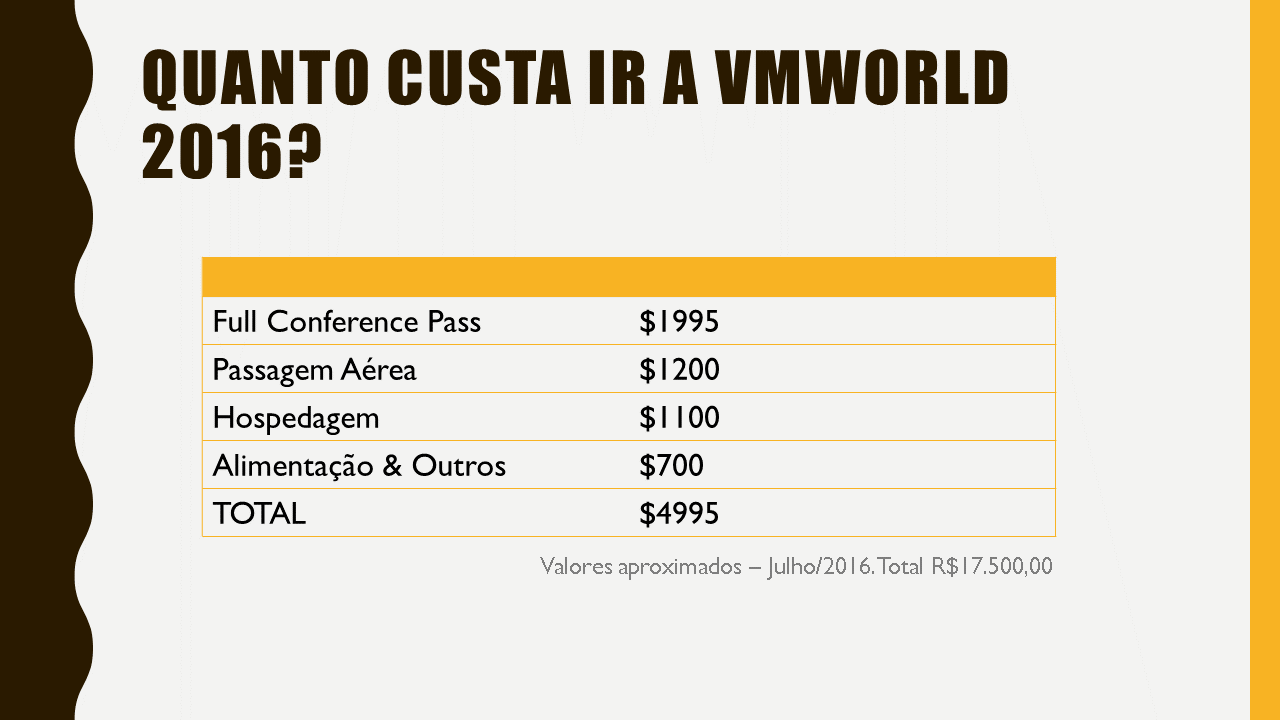 QUANTO CUSTA IR A VMWORLD
2016?
Full Conference Pass $1995
Passagem Aérea $1200
Hospedagem $1100
Alimentação & Outros $700
TOTAL $4995
Valores aproximados – Julho/2016. Total R$17.500,00